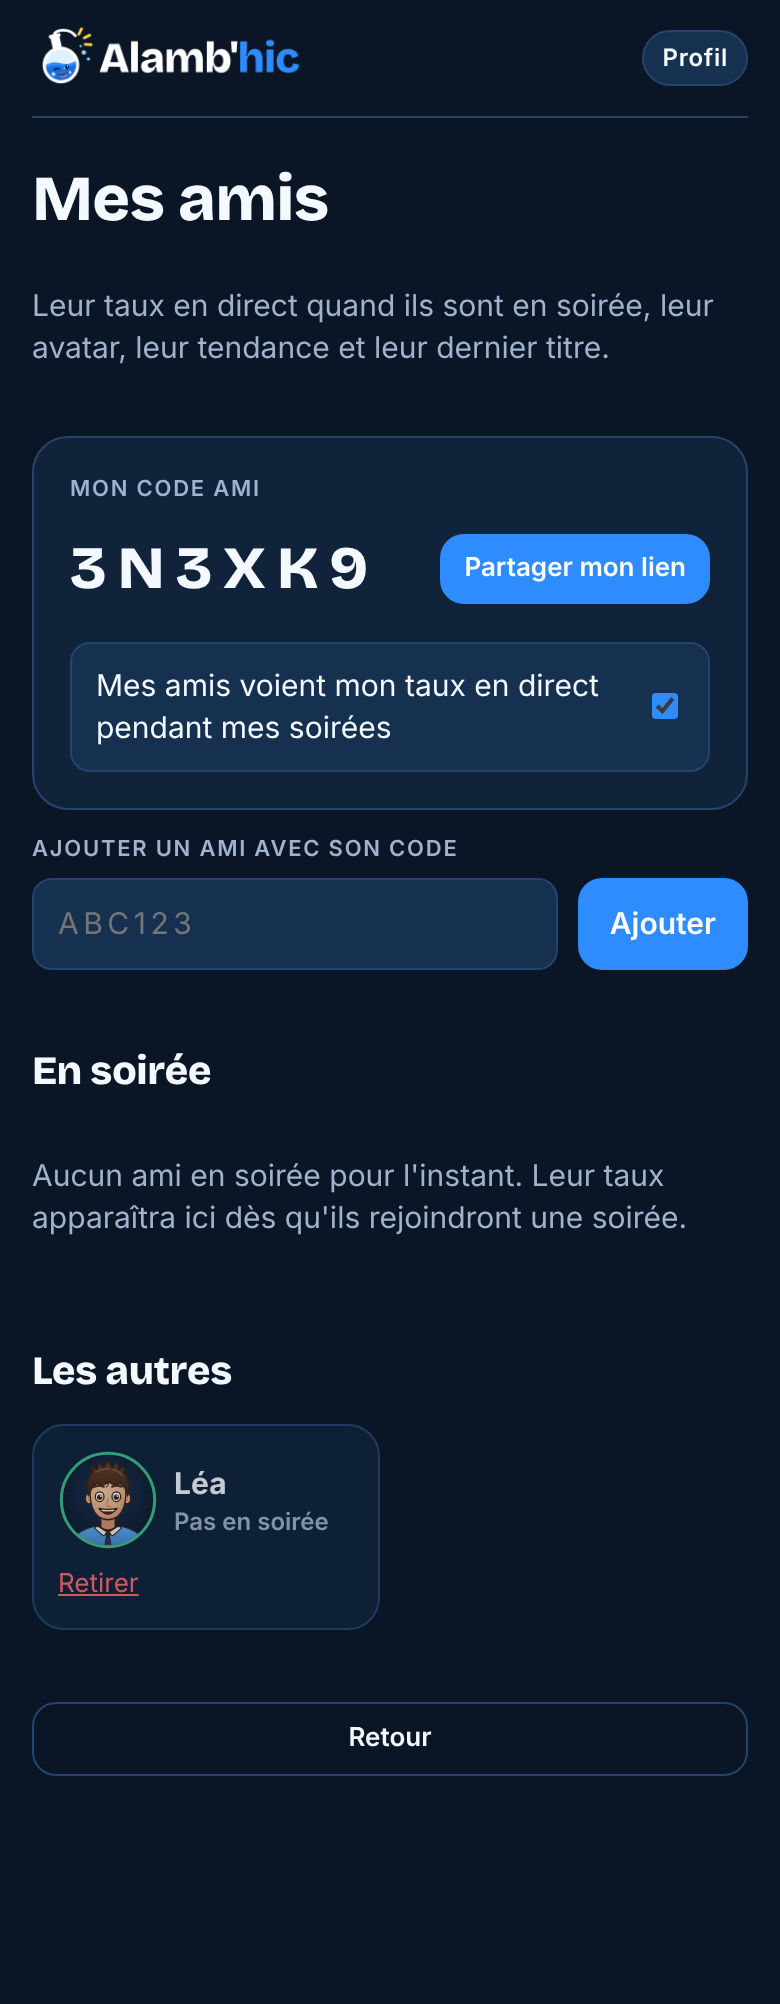 Alamb'hic
Profil
Mes amis
Leur taux en direct quand ils sont en soirée, leur
avatar, leur tendance et leur dernier titre.
MON CODE AMI
3N3XK9
Partager mon lien
Mes amis voient mon taux en direct
pendant mes soirées
AJOUTER UN AMI AVEC SON CODE
ABC123
Ajouter
En soirée
Aucun ami en soirée pour l'instant. Leur taux
apparaîtra ici dès qu'ils rejoindront une soirée.
Les autres
Léa
Pas en soirée
Retirer
Retour